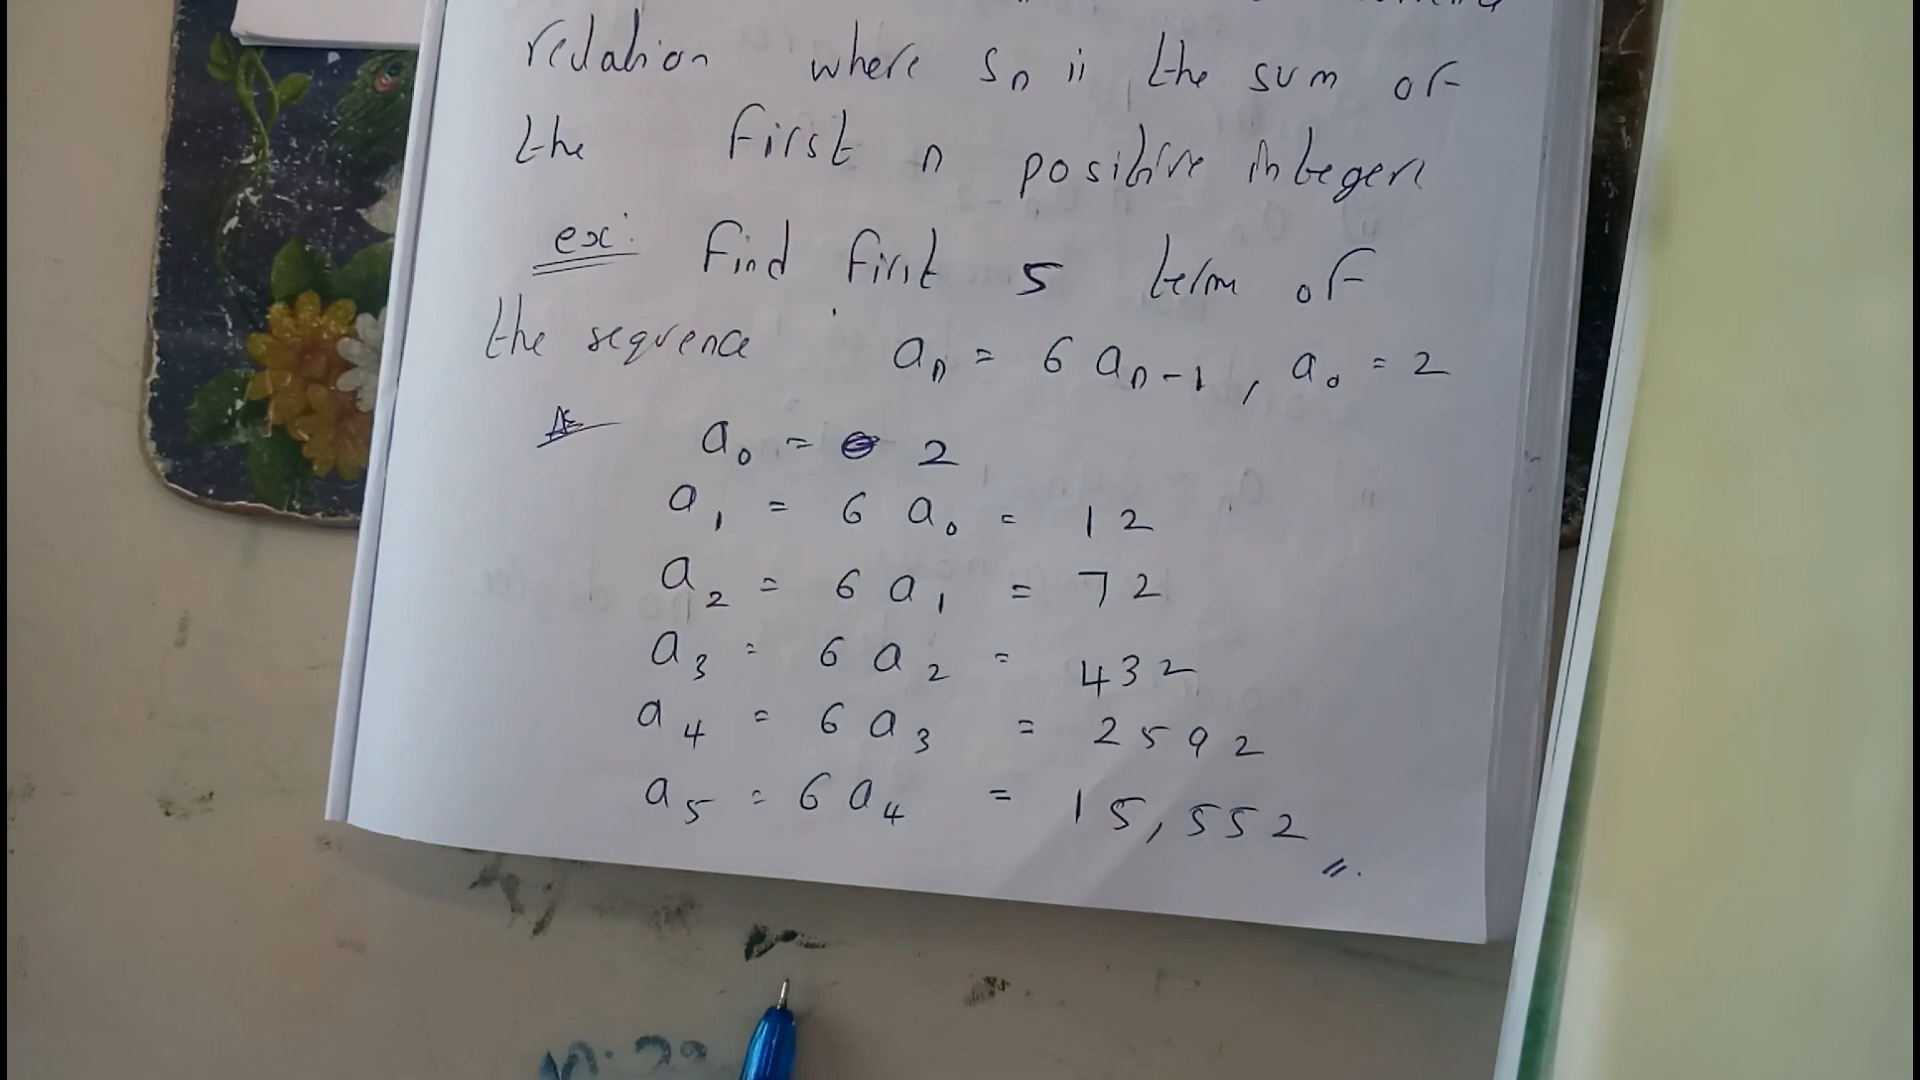 relation where Sn is the sum of
the first n positive integers
ex: Find first 5 term of
the sequence an = 6 an-1, a0 = 2
a0 = 2
a1 = 6 a0 = 12
a2 = 6 a1 = 72
a3 = 6 a2 = 432
a4 = 6 a3 = 2592
a5 = 6 a4 = 15,552